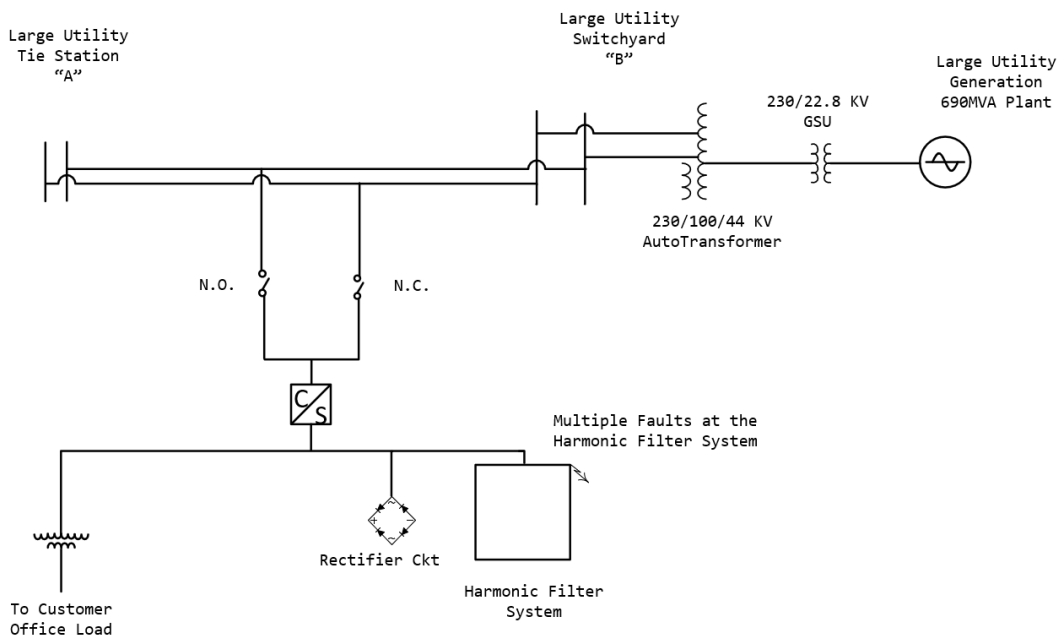 Large Utility
Tie Station
“A”
Large Utility
Switchyard
“B”
Large Utility
Generation
690MVA Plant
230/22.8 KV
GSU
230/100/44 KV
AutoTransformer
N.O.
N.C.
C
S
Multiple Faults at the
Harmonic Filter System
~
+
−
~
Rectifier Ckt
Harmonic Filter
System
To Customer
Office Load